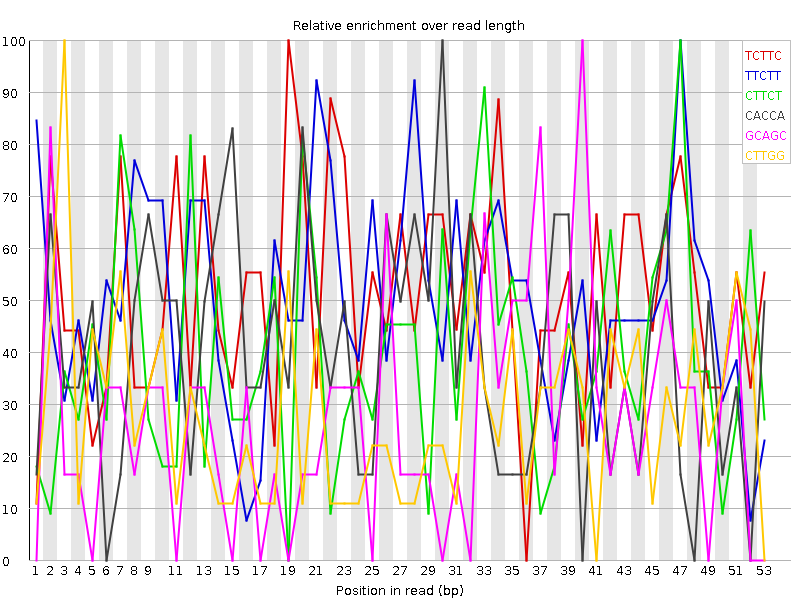 Relative enrichment over read length
100
90
80
70
60
50
40
30
20
10
0
TCTTC
TTCTT
CTTCT
CACCA
GCAGC
CTTGG
1 2 3 4 5 6 7 8 9 11 13 15 17 19 21 23 25 27 29 31 33 35 37 39 41 43 45 47 49 51 53
Position in read (bp)